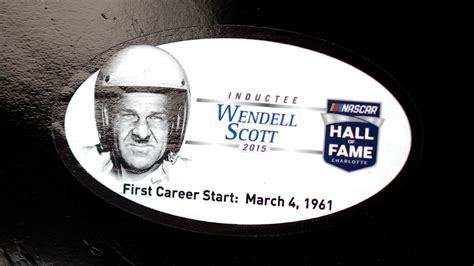 INDUCTEE
WENDELL
SCOTT
2015
NASCAR
HALL
OF
FAME
CHARLOTTE
First Career Start: March 4, 1961